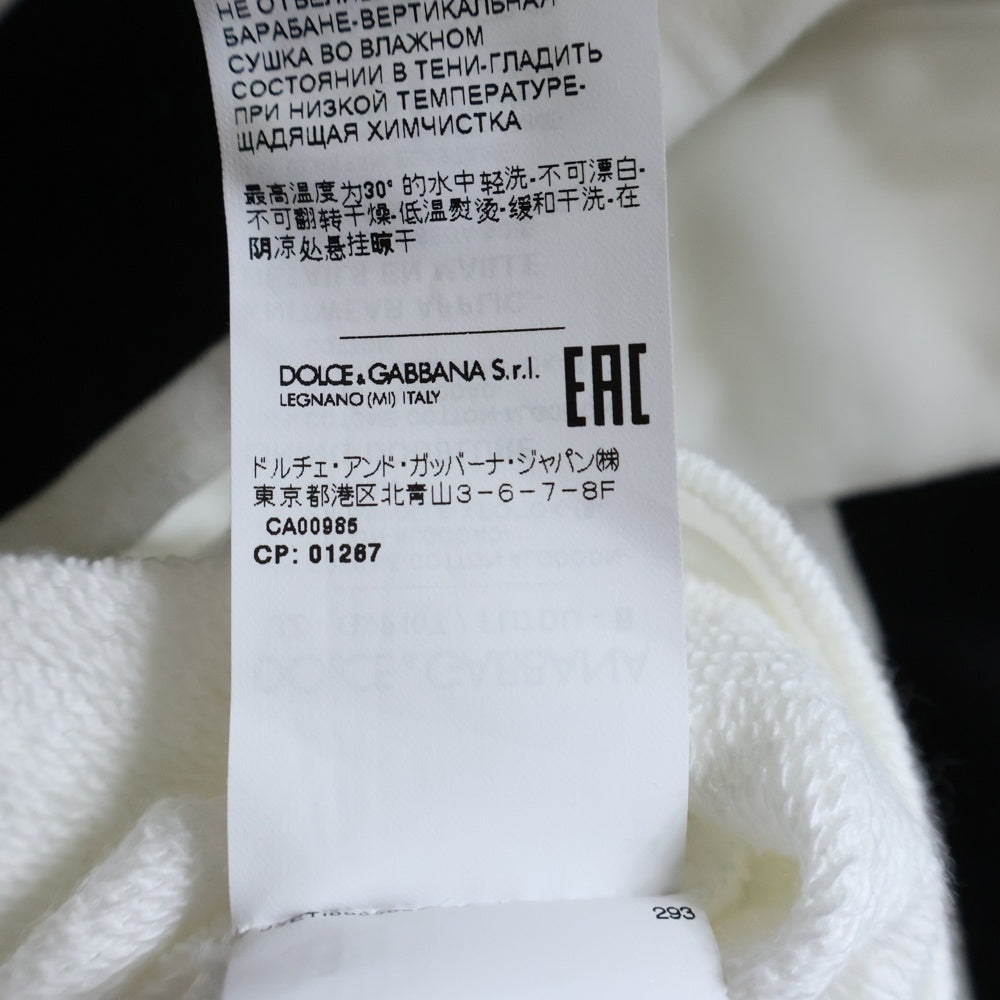 НЕ ОТБЕЛИ
БАРАБАНЕ-ВЕРТИКАЛЬНАЯ
СУШКА ВО ВЛАЖНОМ
СОСТОЯНИИ В ТЕНИ-ГЛАДИТЬ
ПРИ НИЗКОЙ ТЕМПЕРАТУРЕ-
ЩАДЯЩАЯ ХИМЧИСТКА
最高温度为30°的水中轻洗-不可漂白-
不可翻转干燥-低温熨烫-缓和干洗-在
阴凉处悬挂晾干
DOLCE & GABBANA S.r.l.
LEGNANO (MI) ITALY
EAC
ドルチェ・アンド・ガッバーナ・ジャパン㈱
東京都港区北青山3-6-7-8F
CA00985
CP: 01267
293